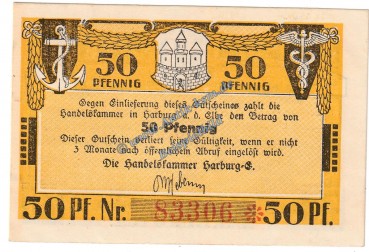 50 50
PFENNIG PFENNIG
Gegen Einlieferung dieses Gutscheines zahlt die
Handelskammer in Harburg a. d. Elbe den Betrag von
50 Pfennig
Dieser Gutschein verliert seine Gültigkeit, wenn er nicht
3 Monate nach öffentlichem Abruf eingelöst wird.
Die Handelskammer Harburg-E.
50 PF. Nr. 50 PF.